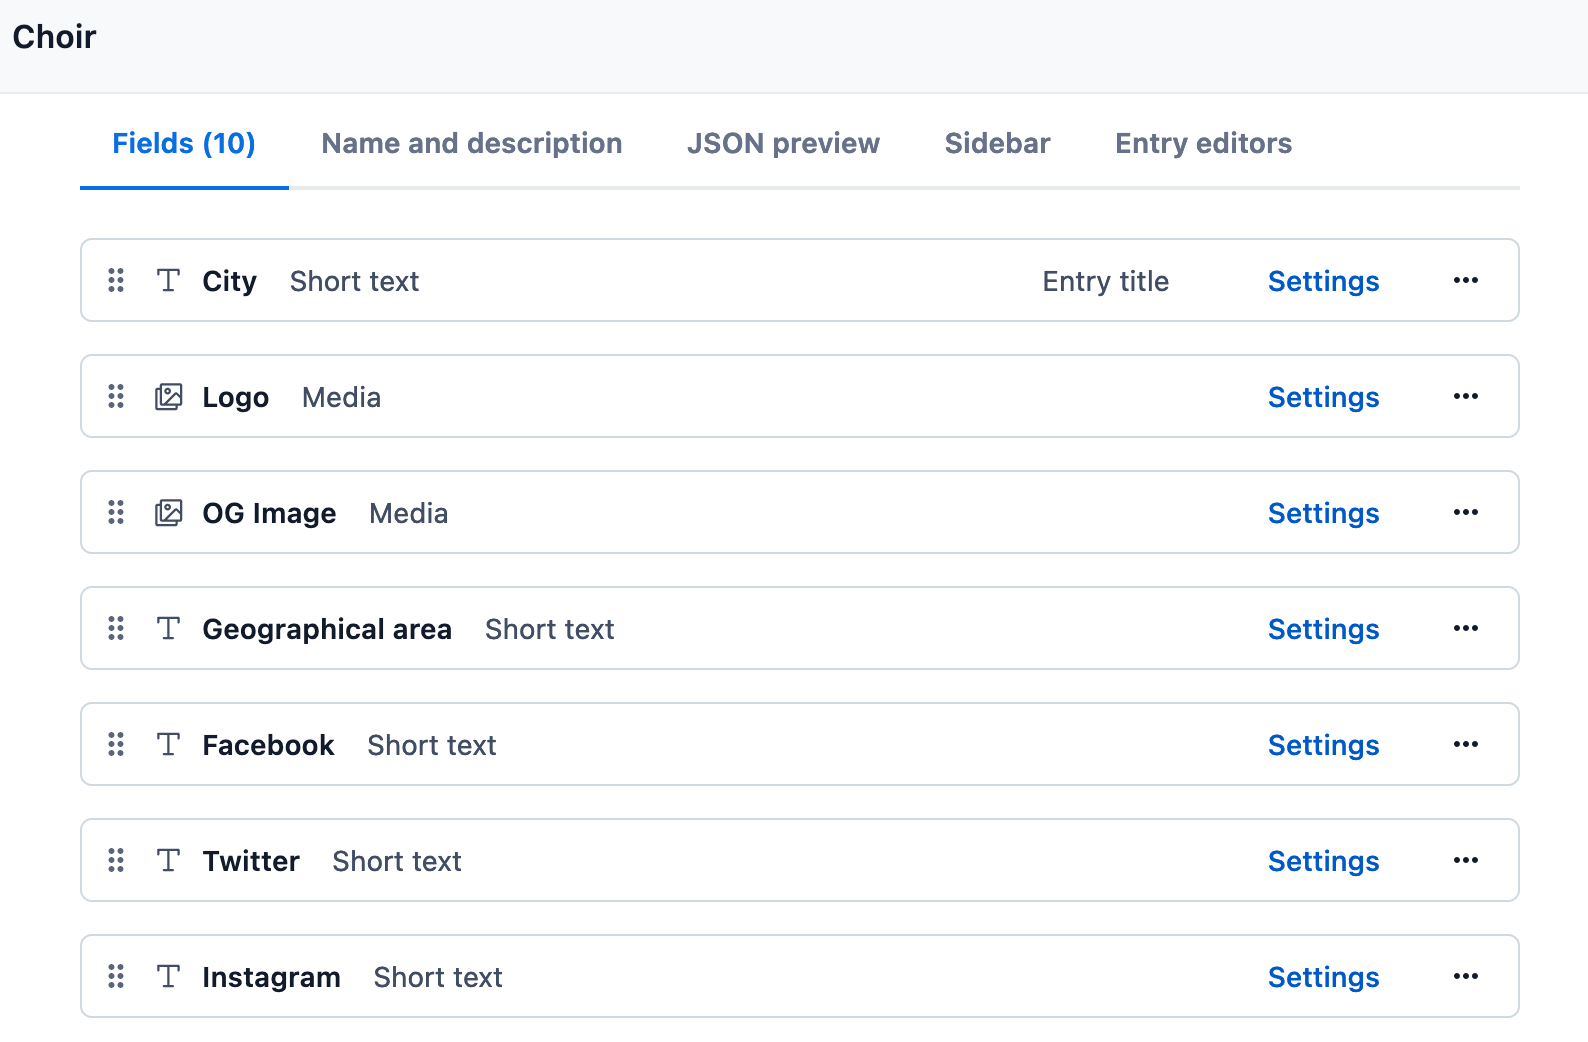 Choir
Fields (10) Name and description JSON preview Sidebar Entry editors
City Short text Entry title Settings
Logo Media Settings
OG Image Media Settings
Geographical area Short text Settings
Facebook Short text Settings
Twitter Short text Settings
Instagram Short text Settings